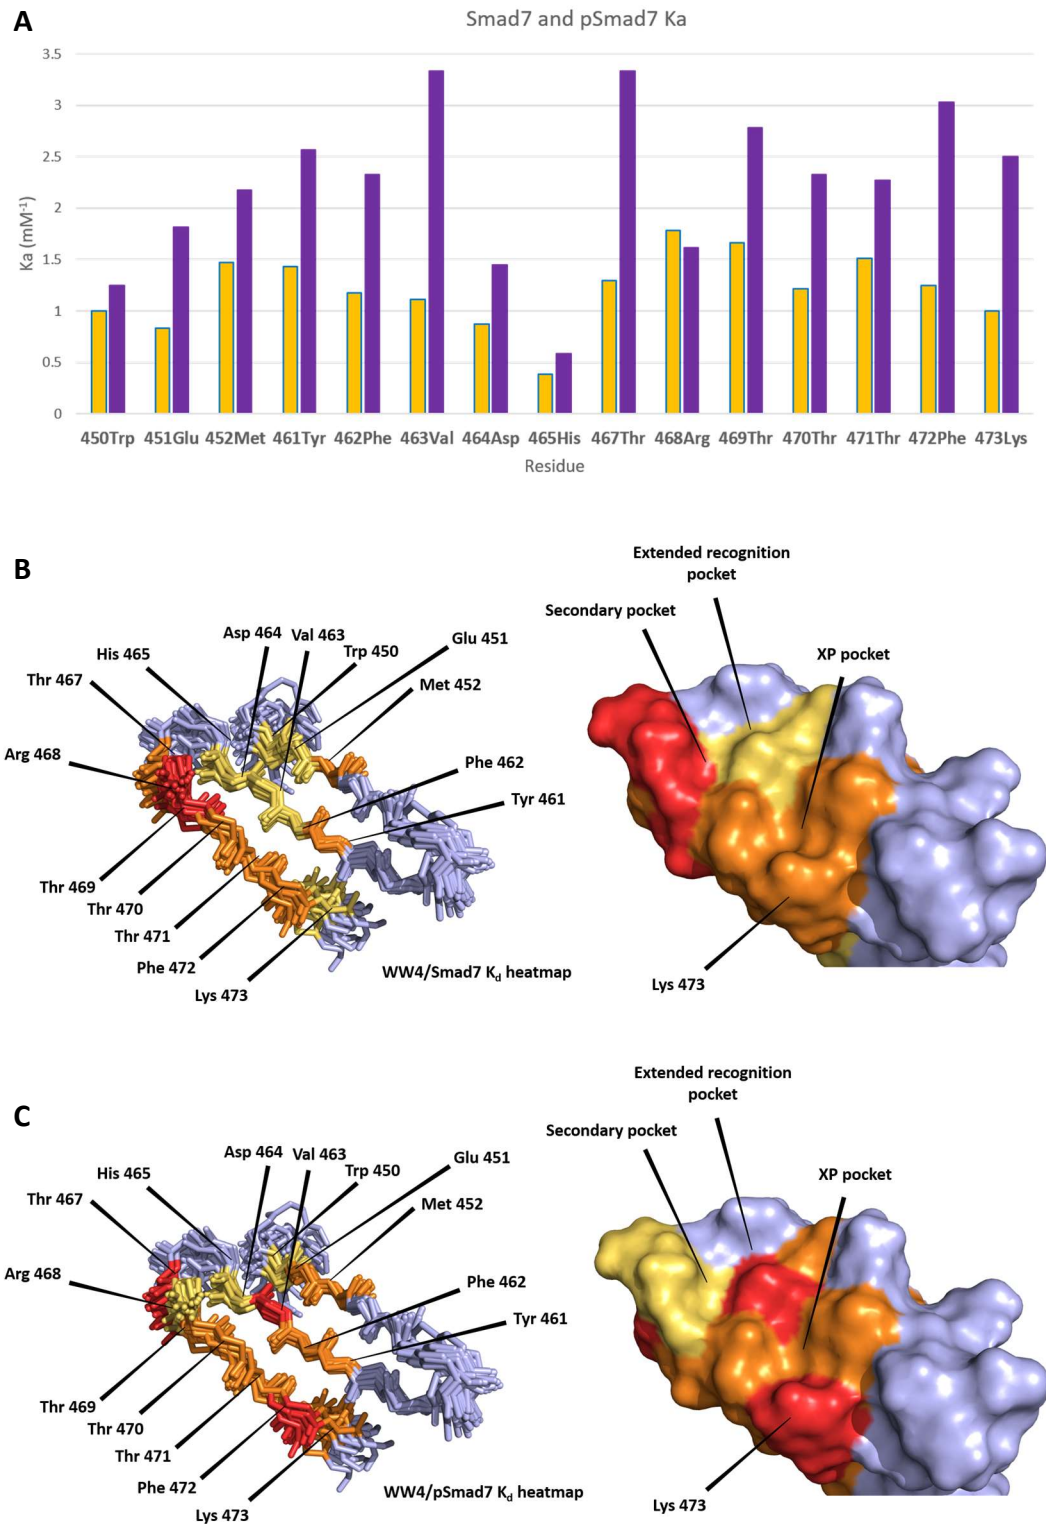 A
Smad7 and pSmad7 Ka
3.5
3
2.5
2
1.5
1
0.5
0
Ka (mM⁻¹)
450Trp 451Glu 452Met 461Tyr 462Phe 463Val 464Asp 465His 467Thr 468Arg 469Thr 470Thr 471Thr 472Phe 473Lys
Residue
B
Asp 464
Val 463
Trp 450
Glu 451
Met 452
His 465
Thr 467
Arg 468
Phe 462
Tyr 461
Thr 469
Thr 470
Thr 471
Phe 472
Lys 473
WW4/Smad7 Kd heatmap
Extended recognition
pocket
Secondary pocket
XP pocket
Lys 473
C
Asp 464
Val 463
Trp 450
Glu 451
Met 452
His 465
Thr 467
Arg 468
Phe 462
Tyr 461
Thr 469
Thr 470
Thr 471
Phe 472
Lys 473
WW4/pSmad7 Kd heatmap
Extended recognition
pocket
Secondary pocket
XP pocket
Lys 473